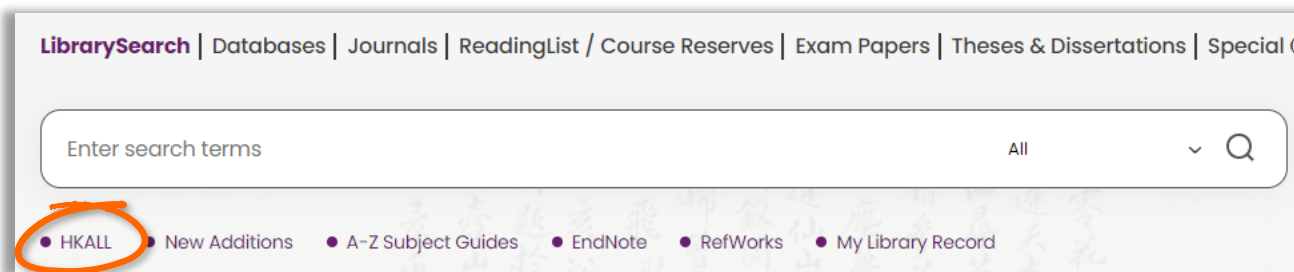 LibrarySearch | Databases | Journals | ReadingList / Course Reserves | Exam Papers | Theses & Dissertations | Special
Enter search terms All
• HKALL • New Additions • A-Z Subject Guides • EndNote • RefWorks • My Library Record